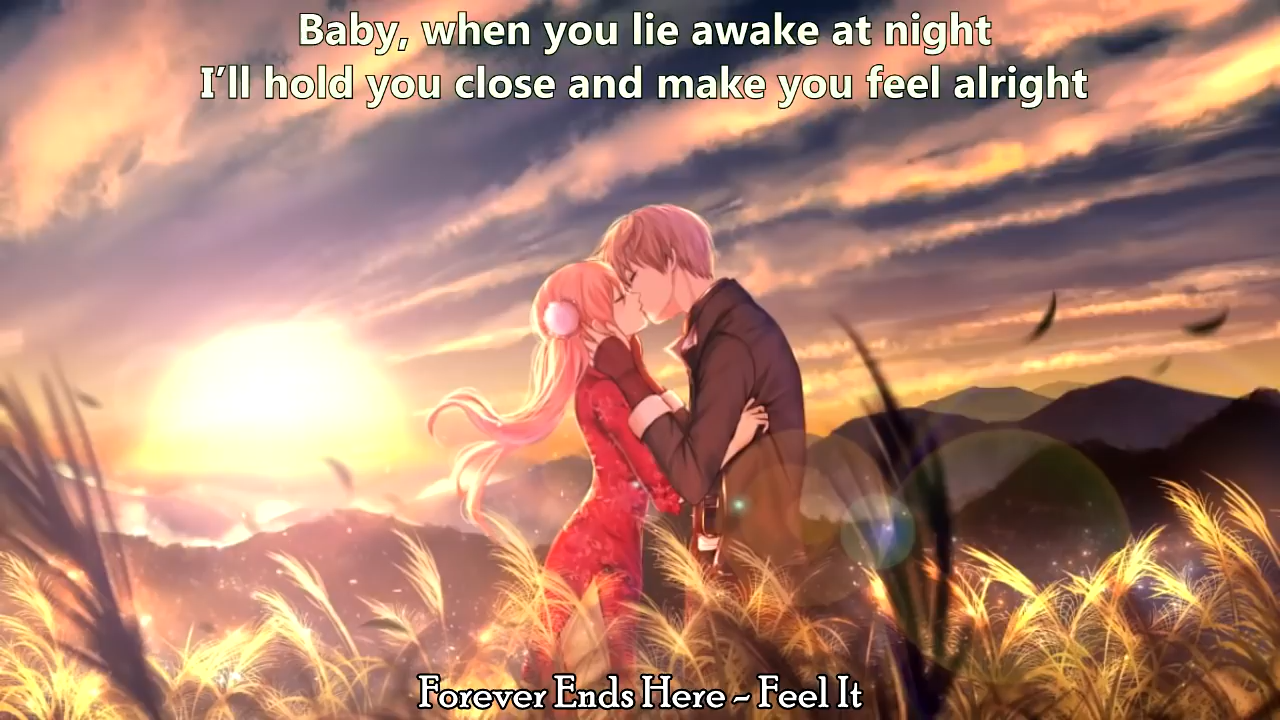 Baby, when you lie awake at night
I’ll hold you close and make you feel alright
Forever Ends Here ~ Feel It